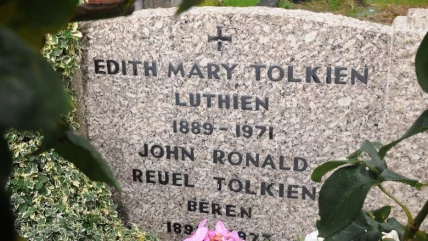 EDITH MARY TOLKIEN
LUTHIEN
1889-1971
JOHN RONALD
REUEL TOLKIEN
BEREN